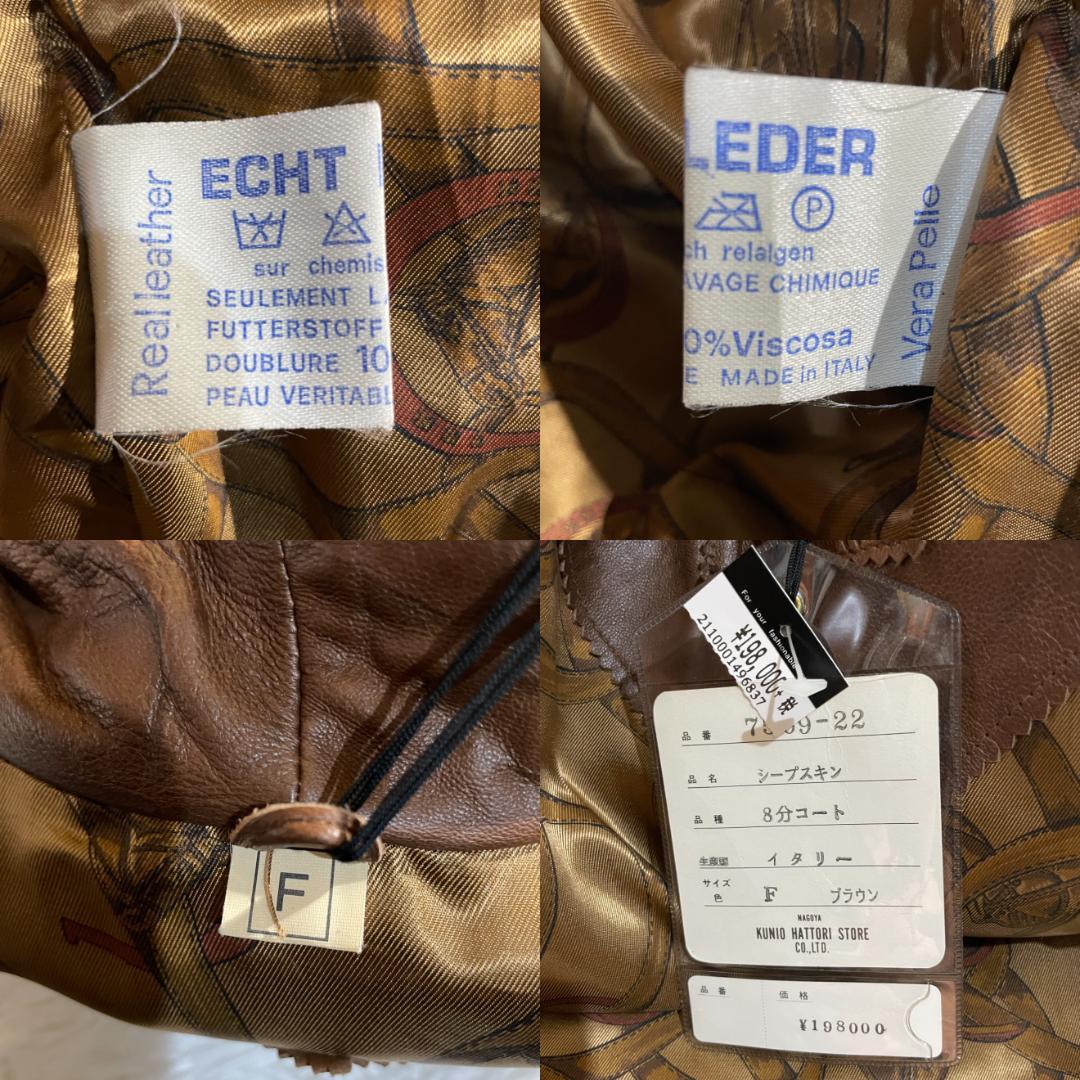 Real leather
ECHT
sur chemis
SEULEMENT L
FUTTERSTOFF
DOUBLURE 10
PEAU VERITABL
LEDER
P
ch relalgen
AVAGE CHIMIQUE
0%Viscosa
E MADE in ITALY
Vera Pelle
F
For your fashionable
¥198,000+税
2110001496837
品番
品名 シープスキン
品種 8分コート
生産国 イタリー
サイズ
色 F ブラウン
NAGOYA
KUNIO HATTORI STORE
CO.,LTD.
品番 価格
¥198000